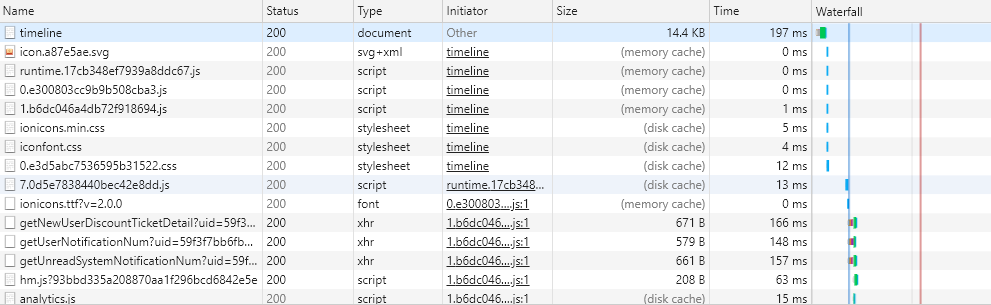 Name Status Type Initiator Size Time Waterfall
timeline 200 document Other 14.4 KB 197 ms
icon.a87e5ae.svg 200 svg+xml timeline (memory cache) 0 ms
runtime.17cb348ef7939a8ddc67.js 200 script timeline (memory cache) 0 ms
0.e300803cc9b9b508cba3.js 200 script timeline (memory cache) 0 ms
1.b6dc046a4db72f918694.js 200 script timeline (memory cache) 1 ms
ionicons.min.css 200 stylesheet timeline (disk cache) 5 ms
iconfont.css 200 stylesheet timeline (disk cache) 4 ms
0.e3d5abc7536595b31522.css 200 stylesheet timeline (disk cache) 12 ms
7.0d5e7838440bec42e8dd.js 200 script runtime.17cb348... (disk cache) 13 ms
ionicons.ttf?v=2.0.0 200 font 0.e300803....js:1 (memory cache) 0 ms
getNewUserDiscountTicketDetail?uid=59f3... 200 xhr 1.b6dc046....js:1 671 B 166 ms
getUserNotificationNum?uid=59f3f7bb6fb... 200 xhr 1.b6dc046....js:1 579 B 148 ms
getUnreadSystemNotificationNum?uid=59f... 200 xhr 1.b6dc046....js:1 661 B 157 ms
hm.js?93bbd335a208870aa1f296bcd6842e5e 200 script 1.b6dc046....js:1 208 B 63 ms
analytics.js 200 script 1.b6dc046....js:1 (disk cache) 15 ms